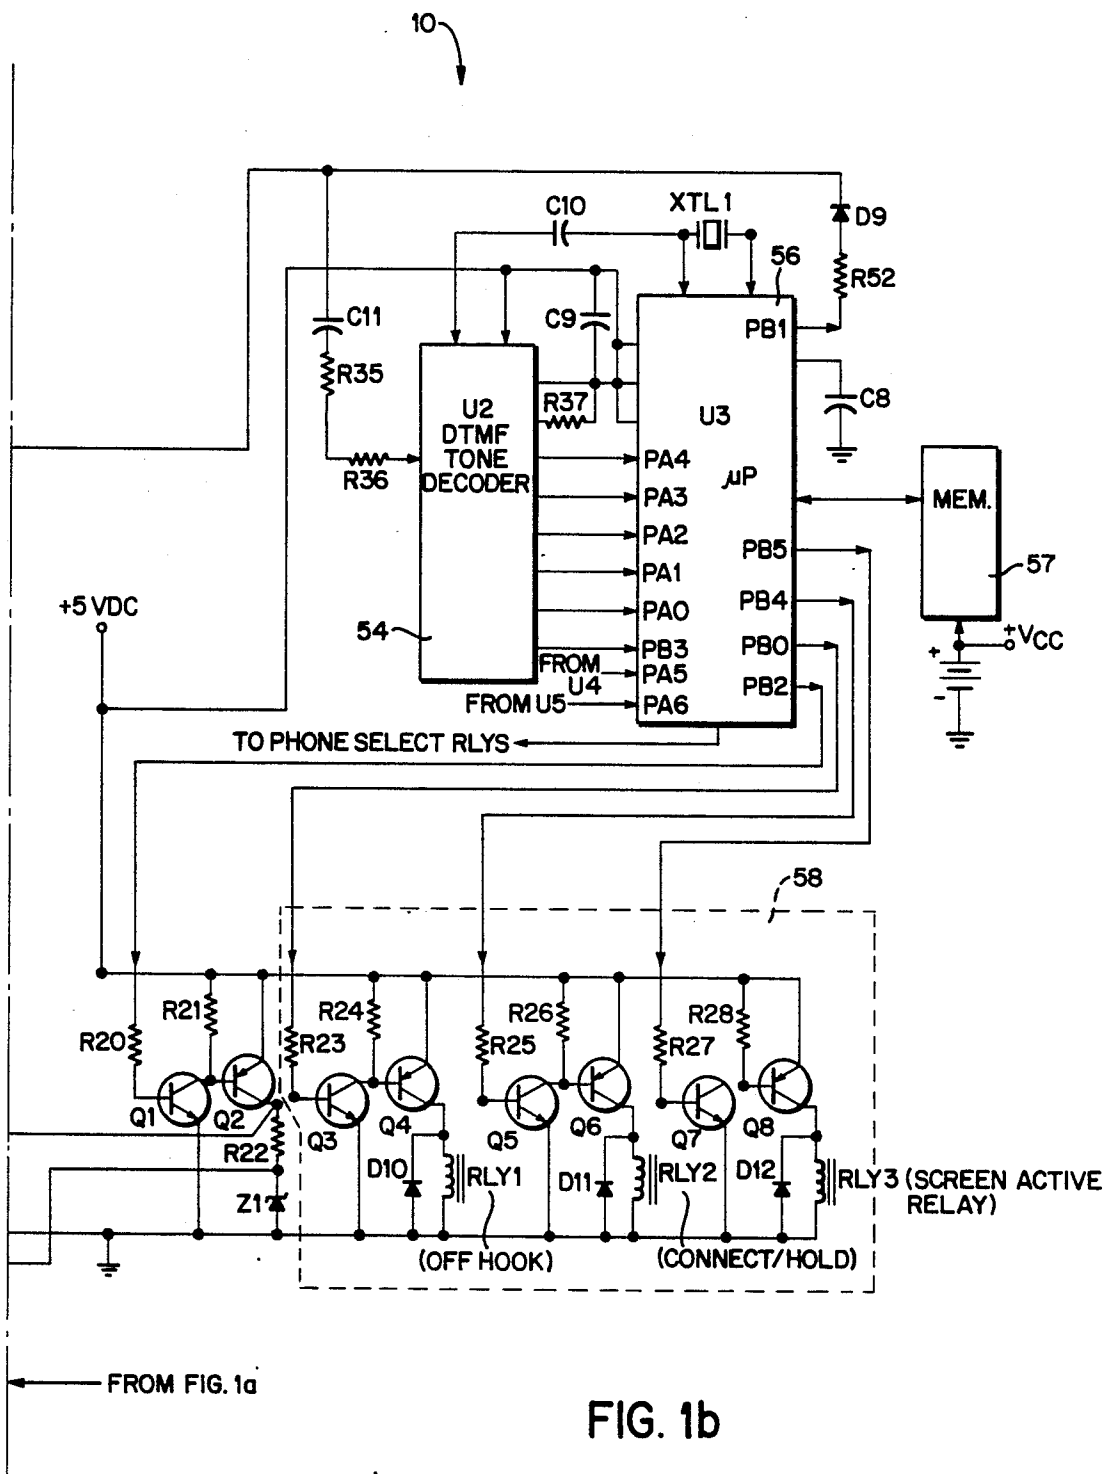 10
C10
XTL 1
D9
56
R52
PB1
C11
C9
R35
U2
DTMF
TONE
DECODER
R37
R36
U3
µP
C8
PA4
PA3
PA2
PA1
PA0
PB3
PA5
PA6
MEM.
PB5
PB4
PB0
PB2
57
+5 VDC
54
FROM
U4
FROM U5
+
-
+VCC
TO PHONE SELECT RLYS
58
R20
R21
R23
R24
R25
R26
R27
R28
Q1
Q2
Q3
Q4
Q5
Q6
Q7
Q8
R22
Z1
D10
RLY1
D11
RLY2
D12
RLY3 (SCREEN ACTIVE
RELAY)
(OFF HOOK)
(CONNECT/HOLD)
FROM FIG. 1a
FIG. 1b